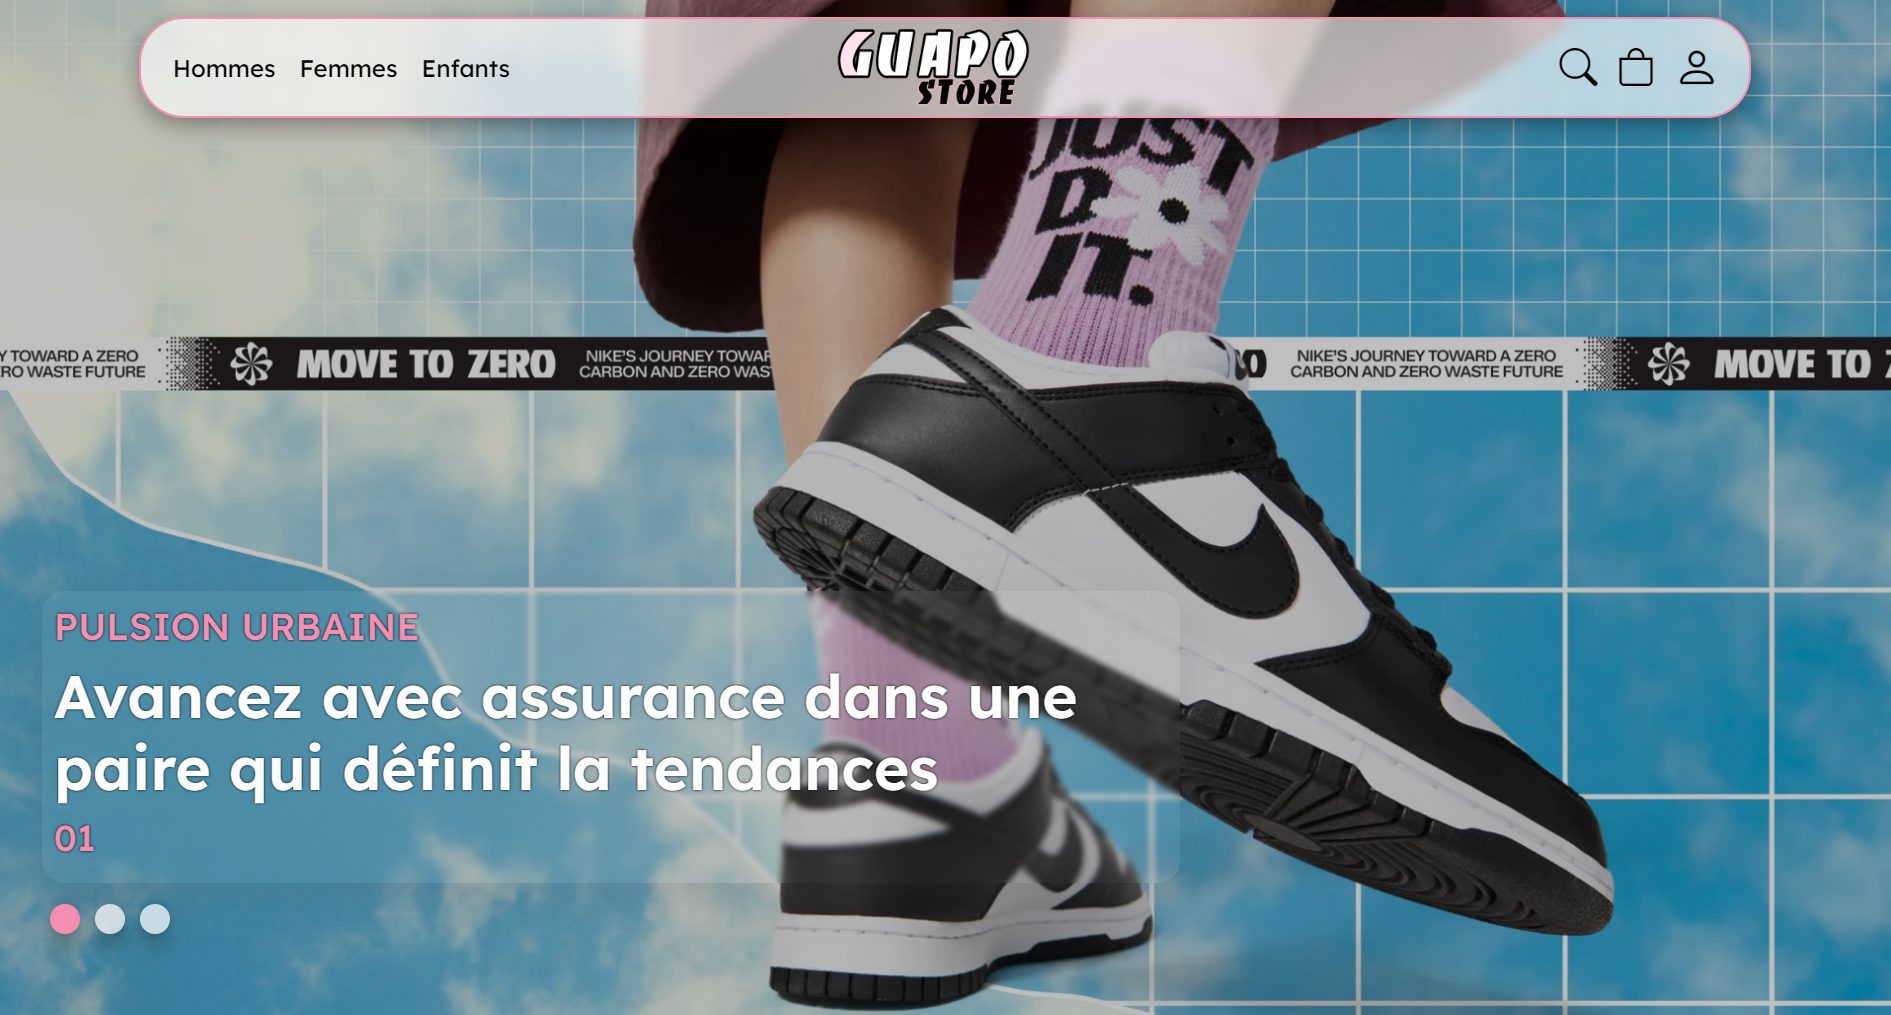 Hommes Femmes Enfants
GUAPO
STORE
JUST
DO
IT.
Y TOWARD A ZERO
RO WASTE FUTURE
MOVE TO ZERO
NIKE'S JOURNEY TOWAR
CARBON AND ZERO WAS
RO
NIKE'S JOURNEY TOWARD A ZERO
CARBON AND ZERO WASTE FUTURE
MOVE TO
PULSION URBAINE
Avancez avec assurance dans une
paire qui définit la tendances
01